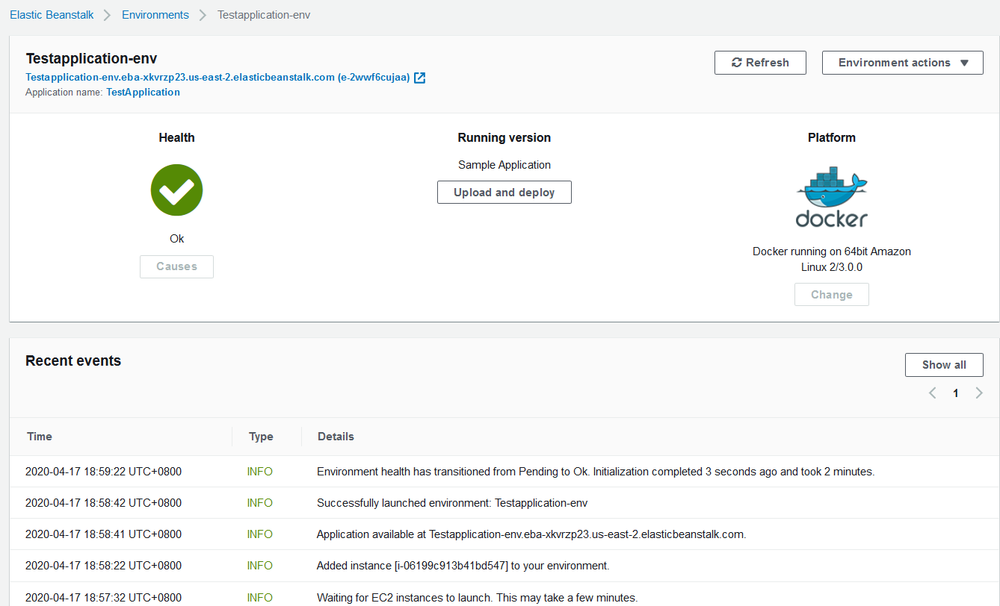 Elastic Beanstalk > Environments > Testapplication-env
Testapplication-env
Testapplication-env.eba-xkvrzp23.us-east-2.elasticbeanstalk.com (e-2wwf6cujaa)
Application name: TestApplication
Refresh
Environment actions
Health
Ok
Causes
Running version
Sample Application
Upload and deploy
Platform
docker
Docker running on 64bit Amazon
Linux 2/3.0.0
Change
Recent events
Show all
1
Time Type Details
2020-04-17 18:59:22 UTC+0800 INFO Environment health has transitioned from Pending to Ok. Initialization completed 3 seconds ago and took 2 minutes.
2020-04-17 18:58:42 UTC+0800 INFO Successfully launched environment: Testapplication-env
2020-04-17 18:58:41 UTC+0800 INFO Application available at Testapplication-env.eba-xkvrzp23.us-east-2.elasticbeanstalk.com.
2020-04-17 18:58:22 UTC+0800 INFO Added instance [i-06199c913b41bd547] to your environment.
2020-04-17 18:57:32 UTC+0800 INFO Waiting for EC2 instances to launch. This may take a few minutes.